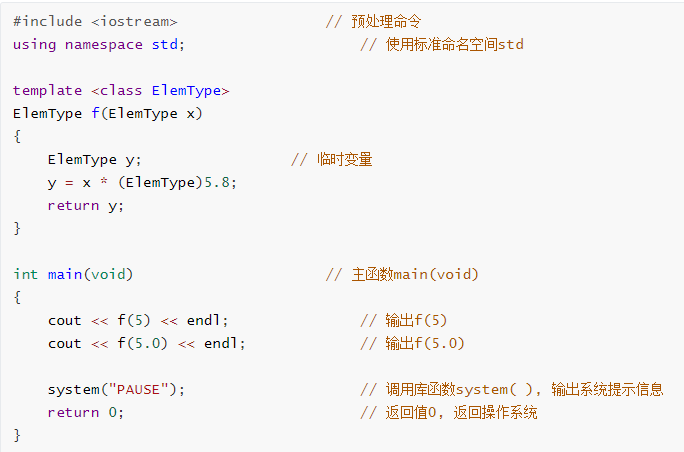 #include <iostream> // 预处理命令
using namespace std; // 使用标准命名空间std
template <class ElemType>
ElemType f(ElemType x)
{
ElemType y; // 临时变量
y = x * (ElemType)5.8;
return y;
}
int main(void) // 主函数main(void)
{
cout << f(5) << endl; // 输出f(5)
cout << f(5.0) << endl; // 输出f(5.0)
system("PAUSE"); // 调用库函数system( ), 输出系统提示信息
return 0; // 返回值0, 返回操作系统
}